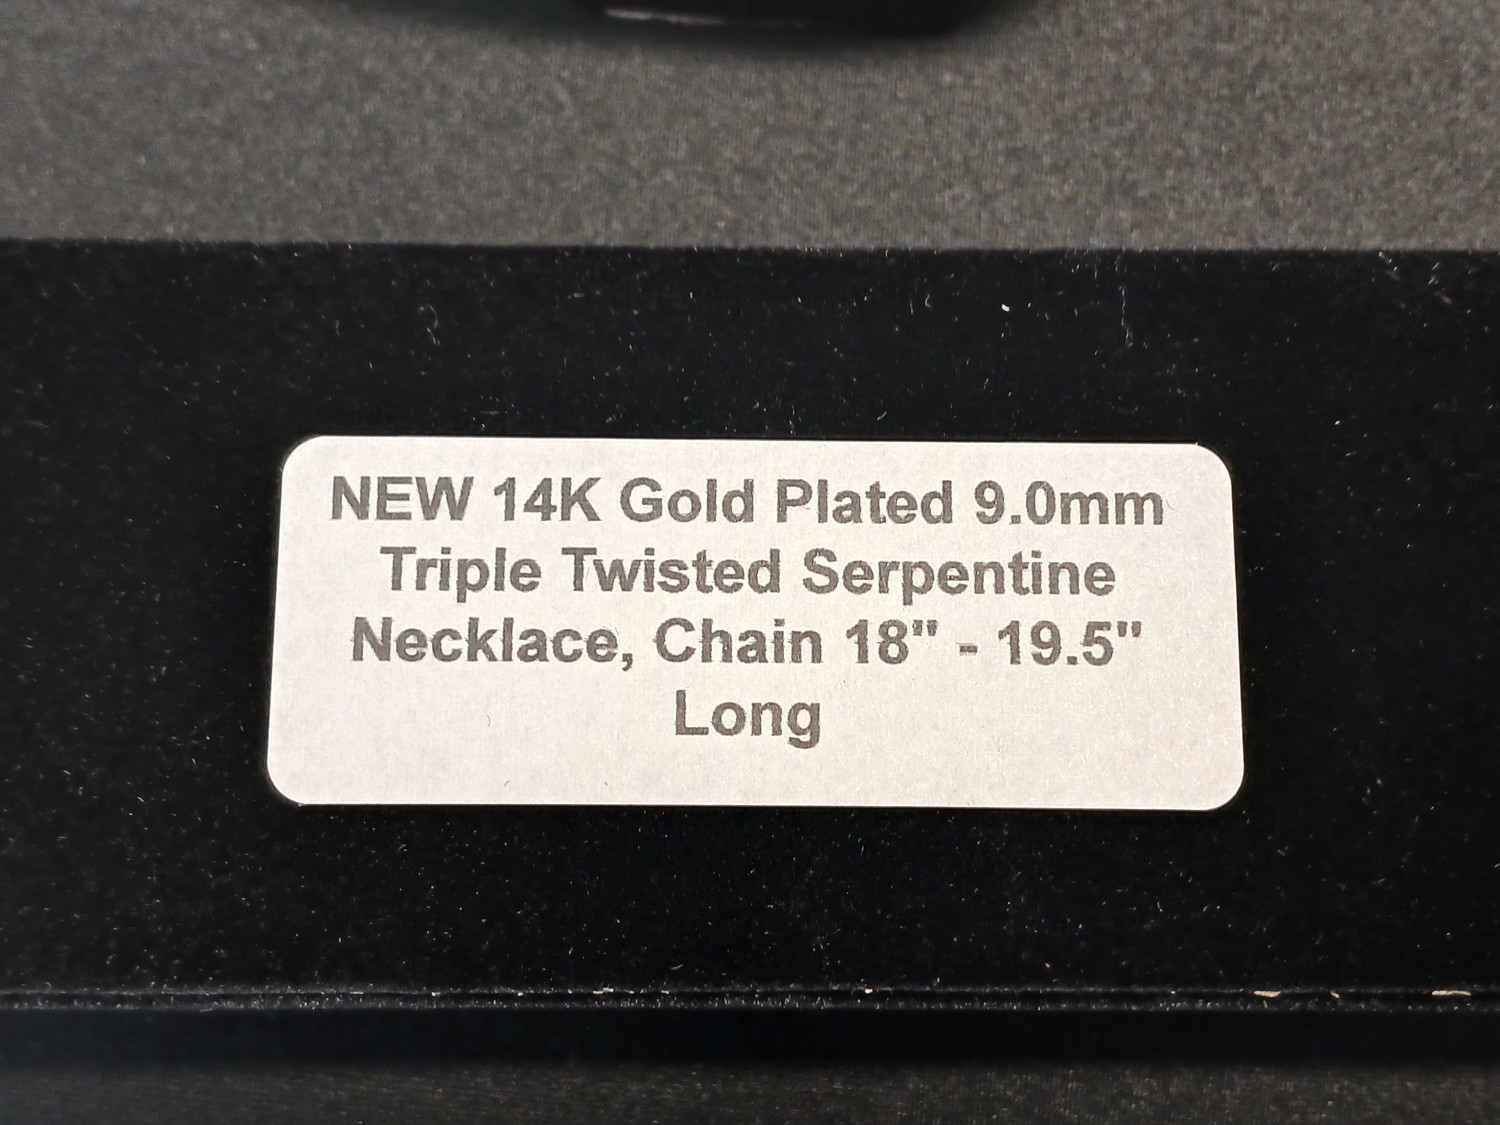 NEW 14K Gold Plated 9.0mm
Triple Twisted Serpentine
Necklace, Chain 18" - 19.5"
Long